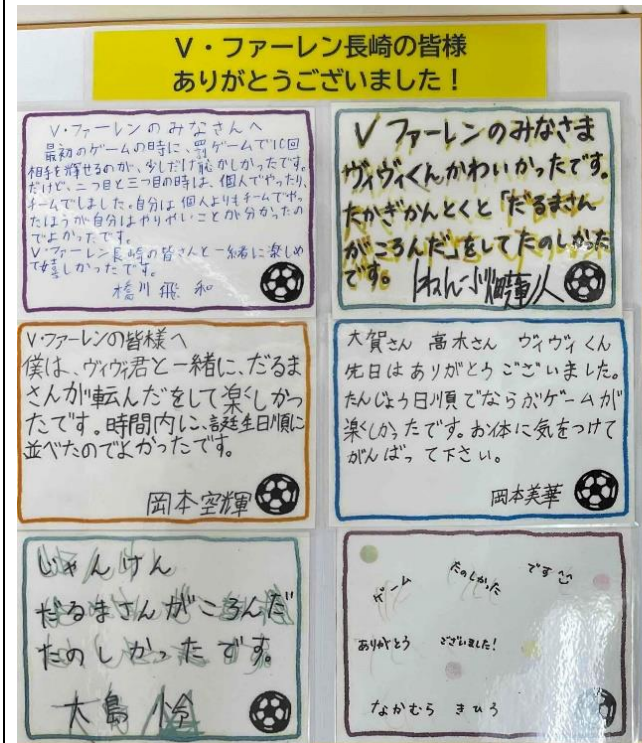 V・ファーレン長崎の皆様
ありがとうございました!
V・ファーレンのみなさんへ
最初のゲームの時に、罰ゲームで10回
相手を輝せるのが、少しだけ恥かしかったです。
だけど、二つ目と三つ目の時は、個人でやったり、
チームでしました。自分は個人よりもチームでやっ
たほうが自分はやりやいことが分かったの
でよかったです。
V・ファーレン長崎の皆さんと一緒に楽しめ
て嬉しかったです。
橋川飛和
Vファーレンのみなさま
ヴィヴィくんかわいかったです。
たかぎかんとくと「だるまさん
がころんだ」をしてたのしかった
です。
1ねん小畑蓮人
V・ファーレンの皆様へ
僕は、ヴィヴィ君と一緒に、だるま
さんが転んだをして楽しかっ
たです。時間内に、誕生日順に
並べたのでよかったです。
岡本空輝
大賀さん 高木さん ヴィヴィくん
先日はありがとうございました。
たんじょう日順でならぶゲームが
楽しかったです。お体に気をつけて
がんばって下さい。
岡本美華
じゃんけん
だるまさんがころんだ
たのしかったです。
大島怜
ゲーム たのしかった です
ありがとう ございました!
なかむら きひろ